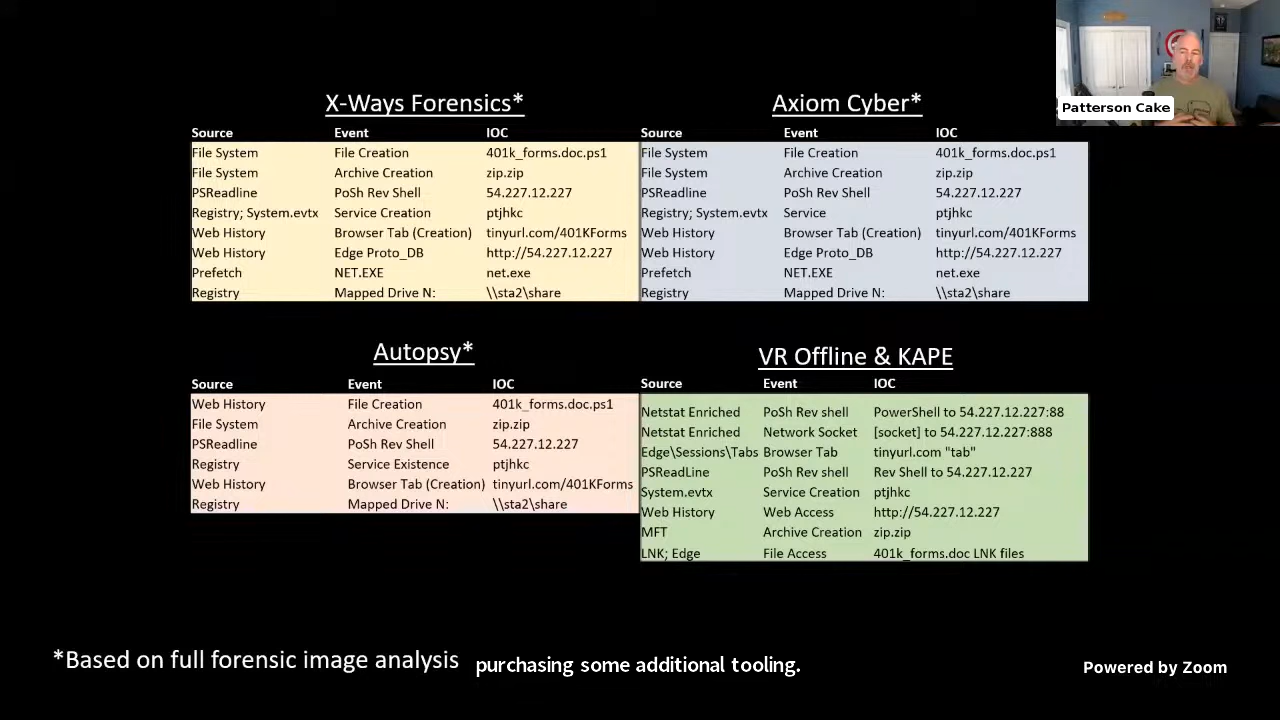 Patterson Cake
X-Ways Forensics*
Source Event IOC
File System File Creation 401k_forms.doc.ps1
File System Archive Creation zip.zip
PSReadline PoSh Rev Shell 54.227.12.227
Registry; System.evtx Service Creation ptjhkc
Web History Browser Tab (Creation) tinyurl.com/401KForms
Web History Edge Proto_DB http://54.227.12.227
Prefetch NET.EXE net.exe
Registry Mapped Drive N: \\sta2\share
Axiom Cyber*
Source Event IOC
File System File Creation 401k_forms.doc.ps1
File System Archive Creation zip.zip
PSReadline PoSh Rev Shell 54.227.12.227
Registry; System.evtx Service ptjhkc
Web History Browser Tab (Creation) tinyurl.com/401KForms
Web History Edge Proto_DB http://54.227.12.227
Prefetch NET.EXE net.exe
Registry Mapped Drive N: \\sta2\share
Autopsy*
Source Event IOC
Web History File Creation 401k_forms.doc.ps1
File System Archive Creation zip.zip
PSReadline PoSh Rev Shell 54.227.12.227
Registry Service Existence ptjhkc
Web History Browser Tab (Creation) tinyurl.com/401KForms
Registry Mapped Drive N: \\sta2\share
VR Offline & KAPE
Source Event IOC
Netstat Enriched PoSh Rev shell PowerShell to 54.227.12.227:88
Netstat Enriched Network Socket [socket] to 54.227.12.227:888
Edge\Sessions\Tabs Browser Tab tinyurl.com "tab"
PSReadLine PoSh Rev shell Rev Shell to 54.227.12.227
System.evtx Service Creation ptjhkc
Web History Web Access http://54.227.12.227
MFT Archive Creation zip.zip
LNK; Edge File Access 401k_forms.doc LNK files
*Based on full forensic image analysis
purchasing some additional tooling.
Powered by Zoom